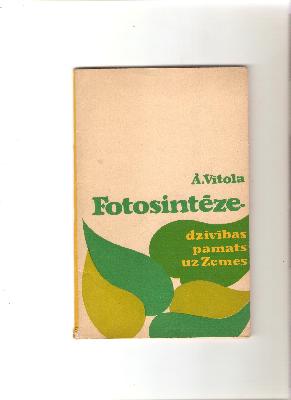 Ā.Vītola
Fotosintēze-
dzīvības
pamats
uz Zemes